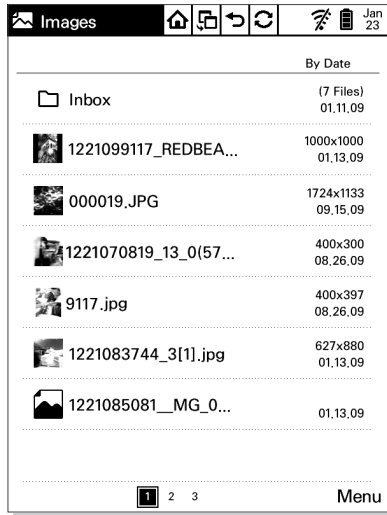 Images
Jan
23
By Date
Inbox
(7 Files)
01.11.09
1221099117_REDBEA...
1000x1000
01.13.09
000019.JPG
1724x1133
09.15.09
1221070819_13_0(57...
400x300
08.26.09
9117.jpg
400x397
08.26.09
1221083744_3[1].jpg
627x880
01.13.09
1221085081__MG_0...
01.13.09
1 2 3
Menu